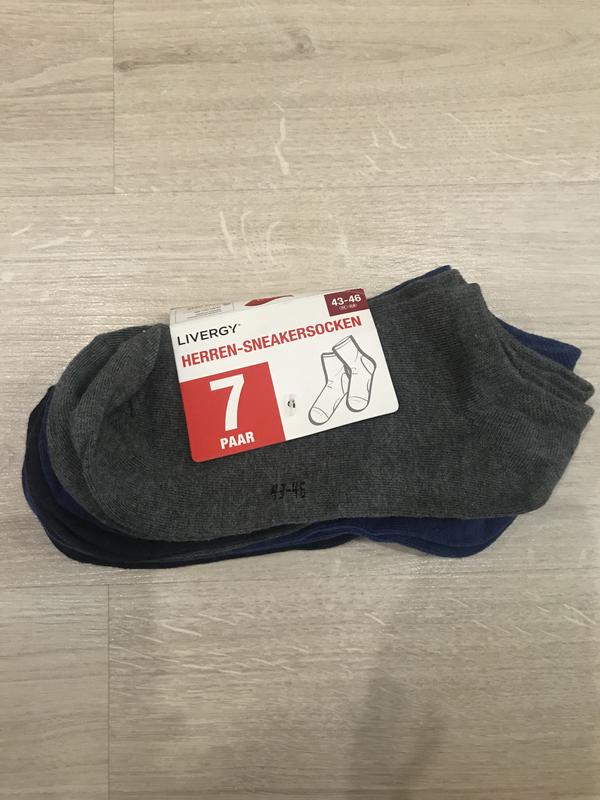 43-46
LIVERGY®
HERREN-SNEAKERSOCKEN
7
PAAR
43-46